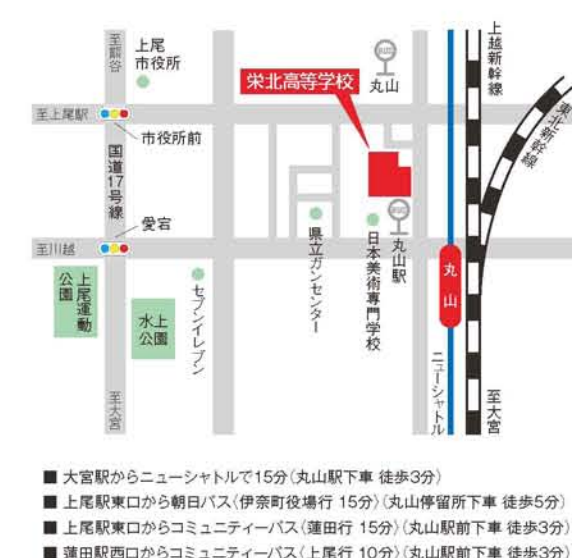 至熊谷
上尾
市役所
BUS
丸山
上越新幹線
東北新幹線
栄北高等学校
至上尾駅
市役所前
国道17号線
愛宕
至川越
BUS
丸山駅
丸山
県立ガンセンター
日本美術専門学校
上尾運動
公園
水上
公園
セブンイレブン
ニューシャトル
至大宮
至大宮
■ 大宮駅からニューシャトルで15分(丸山駅下車 徒歩3分)
■ 上尾駅東口から朝日バス〈伊奈町役場行 15分〉(丸山停留所下車 徒歩5分)
■ 上尾駅東口からコミュニティーバス〈蓮田行 15分〉(丸山駅前下車 徒歩3分)
■ 蓮田駅西口からコミュニティーバス〈上尾行 10分〉(丸山駅前下車 徒歩3分)